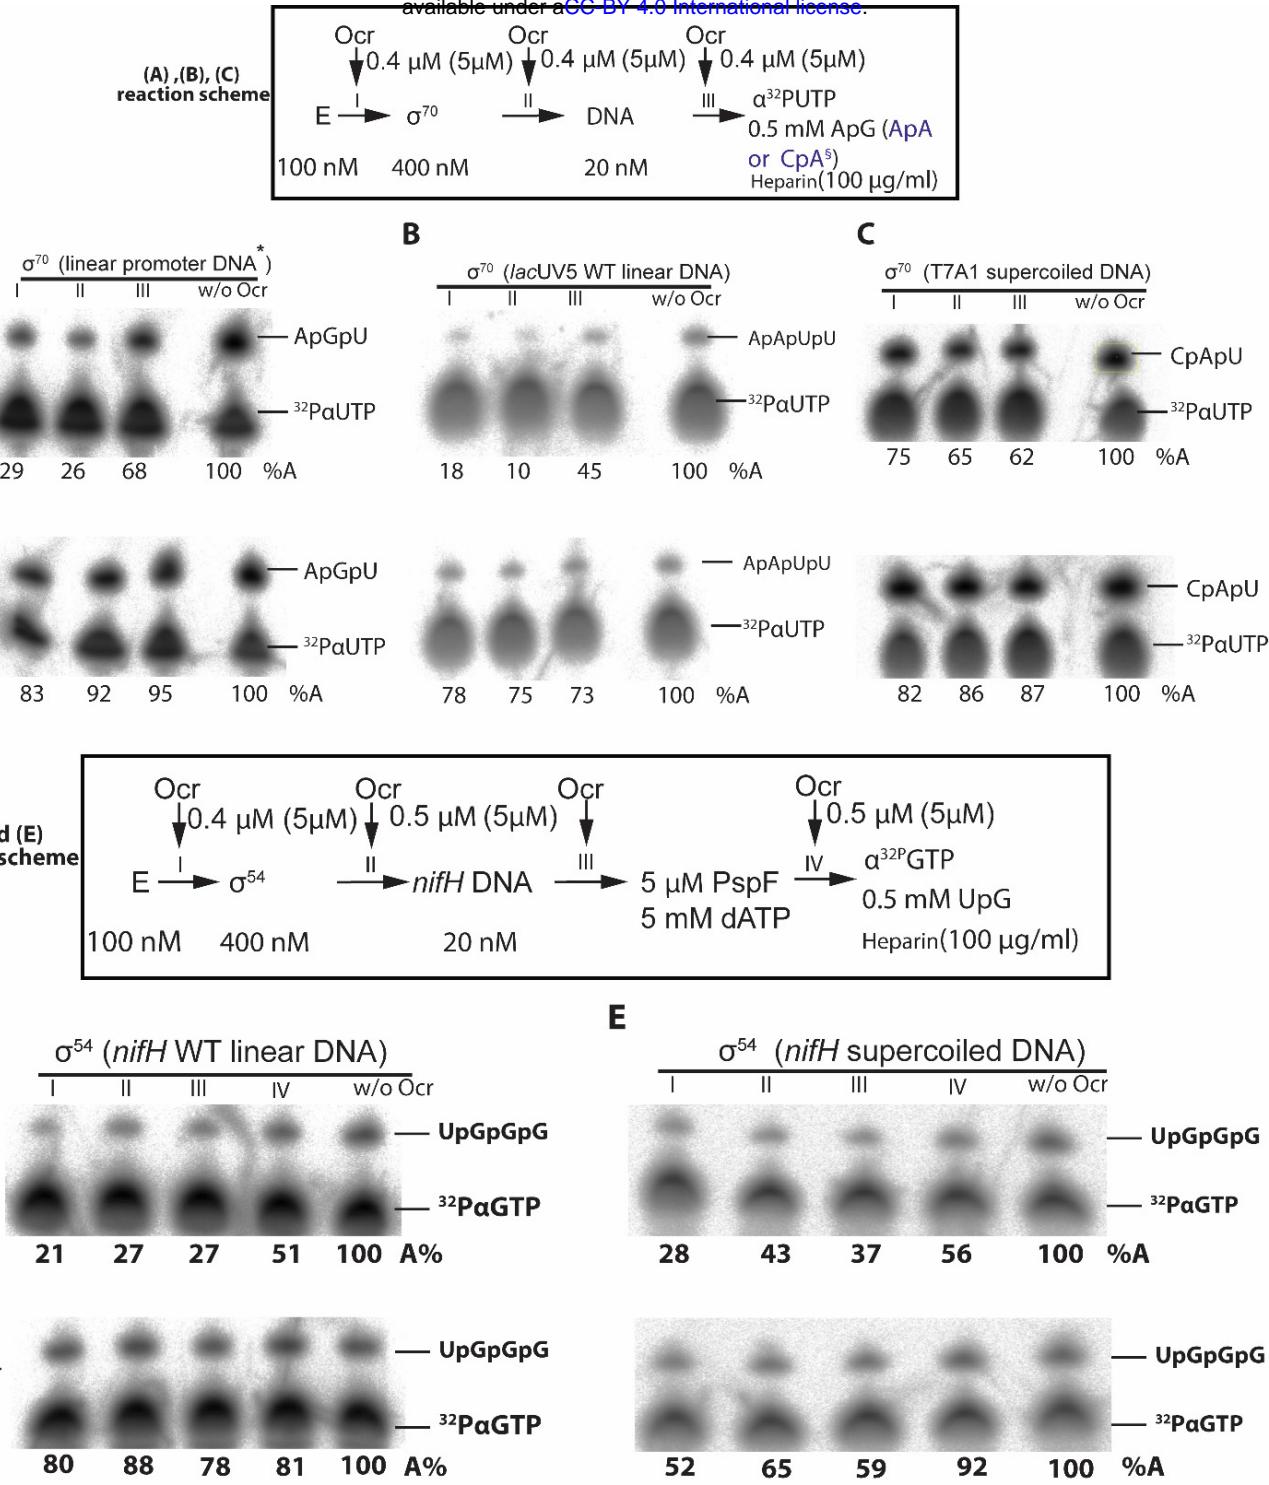 available under aCC-BY 4.0 International license.
(A) ,(B), (C)
reaction scheme
Ocr Ocr Ocr
0.4 μM (5μM) 0.4 μM (5μM) 0.4 μM (5μM)
I II III
E σ70 DNA α32PUTP
0.5 mM ApG (ApA
or CpA§)
100 nM 400 nM 20 nM
Heparin(100 μg/ml)
B C
σ70 (linear promoter DNA*) σ70 (lacUV5 WT linear DNA) σ70 (T7A1 supercoiled DNA)
I II III w/o Ocr I II III w/o Ocr I II III w/o Ocr
ApGpU ApApUpU CpApU
32PαUTP 32PαUTP 32PαUTP
29 26 68 100 %A 18 10 45 100 %A 75 65 62 100 %A
ApGpU ApApUpU CpApU
32PαUTP 32PαUTP 32PαUTP
83 92 95 100 %A 78 75 73 100 %A 82 86 87 100 %A
d (E)
scheme
Ocr Ocr Ocr Ocr
0.4 μM (5μM) 0.5 μM (5μM) 0.5 μM (5μM)
I II III IV
E σ54 nifH DNA 5 μM PspF α32PGTP
5 mM dATP 0.5 mM UpG
100 nM 400 nM 20 nM Heparin(100 μg/ml)
E
σ54 (nifH WT linear DNA) σ54 (nifH supercoiled DNA)
I II III IV w/o Ocr I II III IV w/o Ocr
UpGpGpG UpGpGpG
32PαGTP 32PαGTP
21 27 27 51 100 A% 28 43 37 56 100 %A
UpGpGpG UpGpGpG
32PαGTP 32PαGTP
80 88 78 81 100 A% 52 65 59 92 100 %A